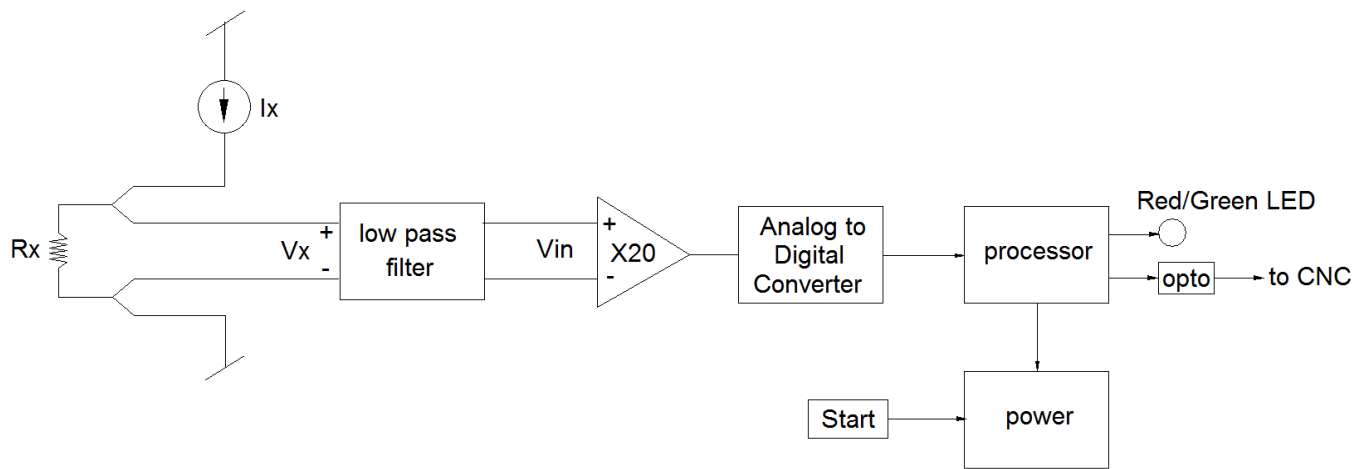 Ix
Rx
+
Vx
-
low pass
filter
Vin
+
X20
-
Analog to
Digital
Converter
processor
Red/Green LED
opto
to CNC
Start
power